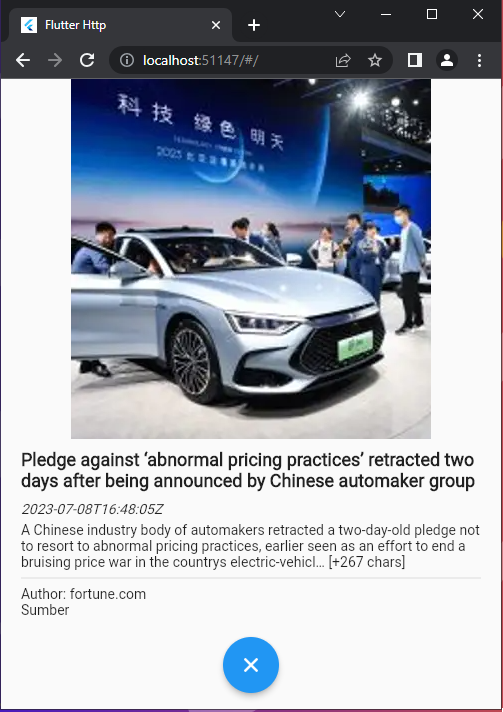 Flutter Http
localhost:51147/#/
科技 绿色 明天
Pledge against ‘abnormal pricing practices’ retracted two
days after being announced by Chinese automaker group
2023-07-08T16:48:05Z
A Chinese industry body of automakers retracted a two-day-old pledge not
to resort to abnormal pricing practices, earlier seen as an effort to end a
bruising price war in the countrys electric-vehicl… [+267 chars]
Author: fortune.com
Sumber